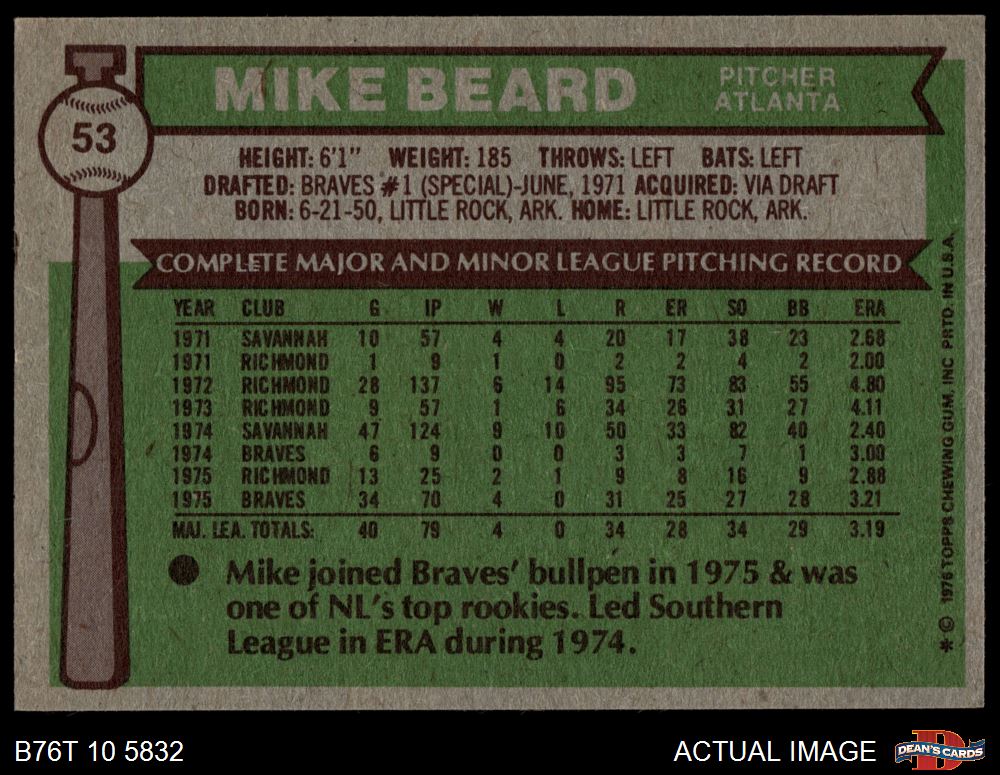 MIKE BEARD
PITCHER
ATLANTA
53
HEIGHT: 6'1" WEIGHT: 185 THROWS: LEFT BATS: LEFT
DRAFTED: BRAVES #1 (SPECIAL)-JUNE, 1971 ACQUIRED: VIA DRAFT
BORN: 6-21-50, LITTLE ROCK, ARK. HOME: LITTLE ROCK, ARK.
COMPLETE MAJOR AND MINOR LEAGUE PITCHING RECORD
YEAR CLUB G IP W L R ER SO BB ERA
1971 SAVANNAH 10 57 4 4 20 17 38 23 2.68
1971 RICHMOND 1 9 1 0 2 2 4 2 2.00
1972 RICHMOND 28 137 6 14 95 73 83 55 4.80
1973 RICHMOND 9 57 1 6 34 26 31 27 4.11
1974 SAVANNAH 47 124 9 10 50 33 82 40 2.40
1974 BRAVES 6 9 0 0 3 3 7 1 3.00
1975 RICHMOND 13 25 2 1 9 8 16 9 2.88
1975 BRAVES 34 70 4 0 31 25 27 28 3.21
MAJ. LEA. TOTALS: 40 79 4 0 34 28 34 29 3.19
Mike joined Braves' bullpen in 1975 & was
one of NL's top rookies. Led Southern
League in ERA during 1974.
* © 1976 TOPPS CHEWING GUM, INC PRTD. IN U.S.A.
B76T 10 5832
ACTUAL IMAGE
DEAN'S CARDS